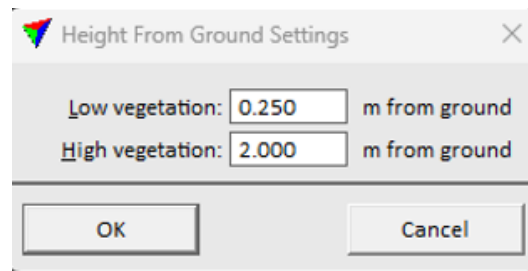 Height From Ground Settings
Low vegetation: 0.250 m from ground
High vegetation: 2.000 m from ground
OK Cancel